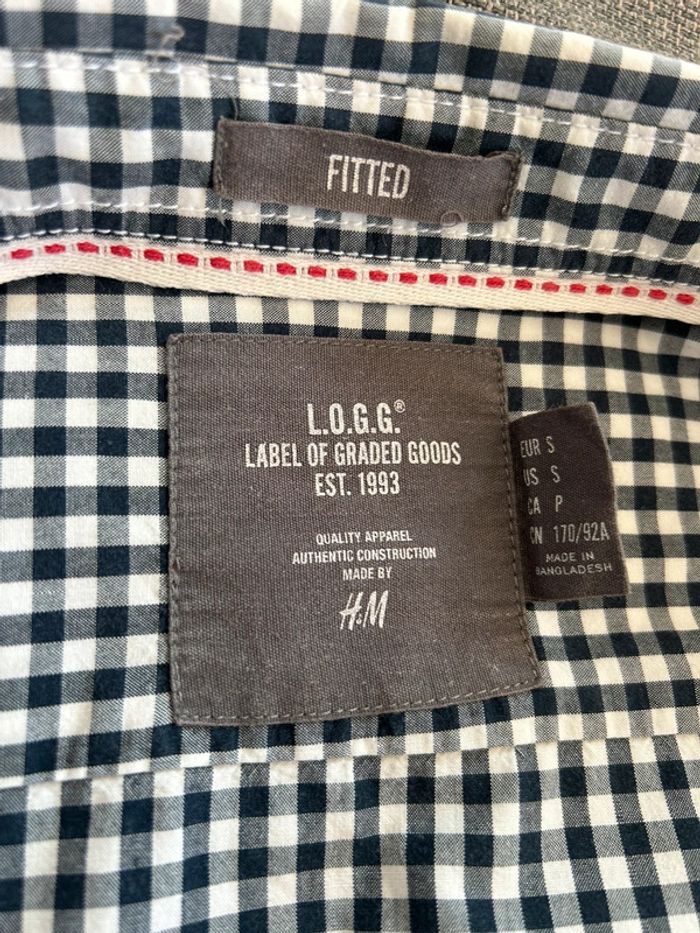 FITTED
L.O.G.G.®
LABEL OF GRADED GOODS
EST. 1993
QUALITY APPAREL
AUTHENTIC CONSTRUCTION
MADE BY
H&M
EUR S
US S
CA P
CN 170/92A
MADE IN
BANGLADESH